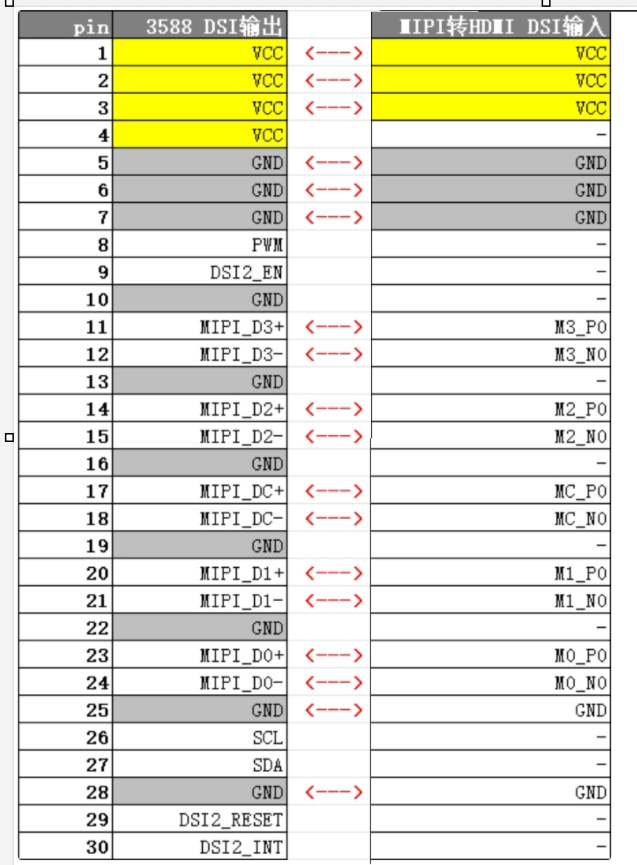 pin 3588 DSI输出 MIPI转HDMI DSI输入
1 VCC <---> VCC
2 VCC <---> VCC
3 VCC <---> VCC
4 VCC -
5 GND <---> GND
6 GND <---> GND
7 GND <---> GND
8 PWM -
9 DSI2_EN -
10 GND -
11 MIPI_D3+ <---> M3_P0
12 MIPI_D3- <---> M3_N0
13 GND -
14 MIPI_D2+ <---> M2_P0
15 MIPI_D2- <---> M2_N0
16 GND -
17 MIPI_DC+ <---> MC_P0
18 MIPI_DC- <---> MC_N0
19 GND -
20 MIPI_D1+ <---> M1_P0
21 MIPI_D1- <---> M1_N0
22 GND -
23 MIPI_D0+ <---> M0_P0
24 MIPI_D0- <---> M0_N0
25 GND <---> GND
26 SCL -
27 SDA -
28 GND <---> GND
29 DSI2_RESET -
30 DSI2_INT -